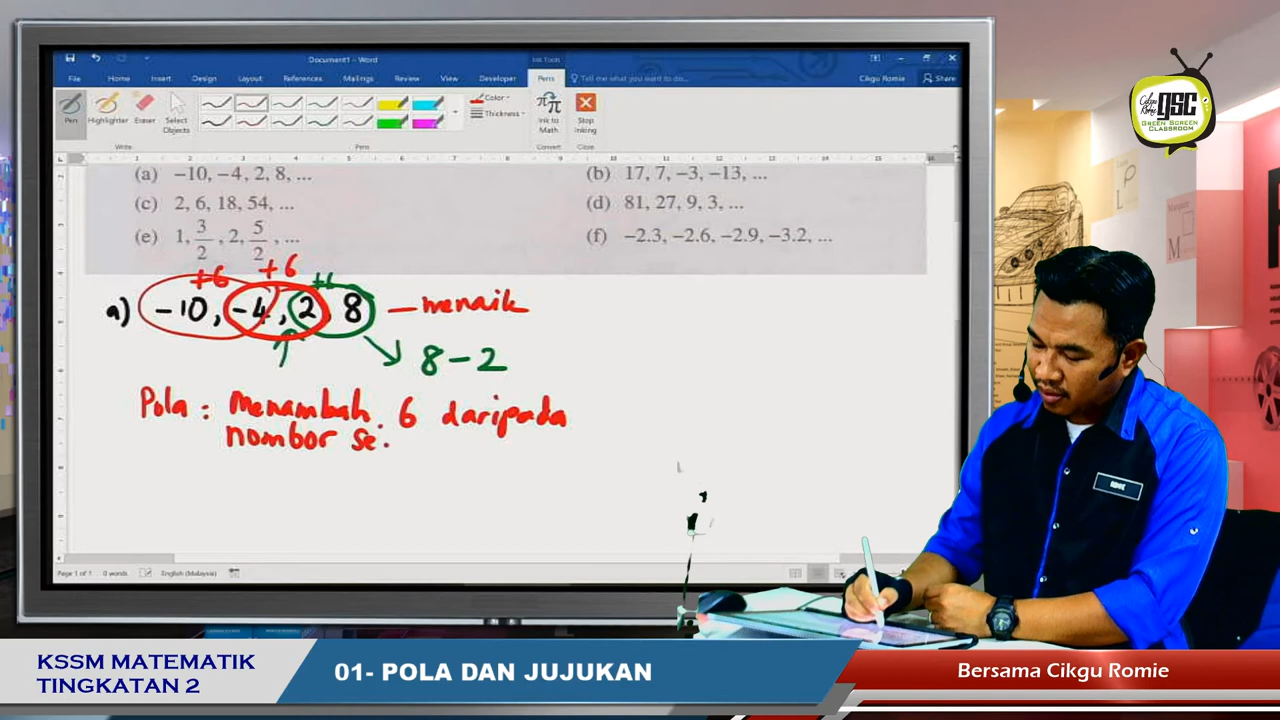 Document1 - Word
Ink Tools
File Home Insert Design Layout References Mailings Review View Developer Pens Tell me what you want to do... Cikgu Romie Share
Pen Highlighter Eraser Select Objects Color Thickness Ink to Math Stop Inking
Write Pens Convert Close
(a) −10, −4, 2, 8, ... (b) 17, 7, −3, −13, ...
(c) 2, 6, 18, 54, ... (d) 81, 27, 9, 3, ...
(e) 1, 3/2, 2, 5/2, ... (f) −2.3, −2.6, −2.9, −3.2, ...
+6 +6
a) −10, −4, 2, 8 — menaik
8 − 2
Pola : Menambah 6 daripada
nombor se.
Page 1 of 1 0 words English (Malaysia)
Cikgu Romie GSC
GREEN SCREEN
CLASSROOM
ROMIE
KSSM MATEMATIK
TINGKATAN 2
01- POLA DAN JUJUKAN
Bersama Cikgu Romie